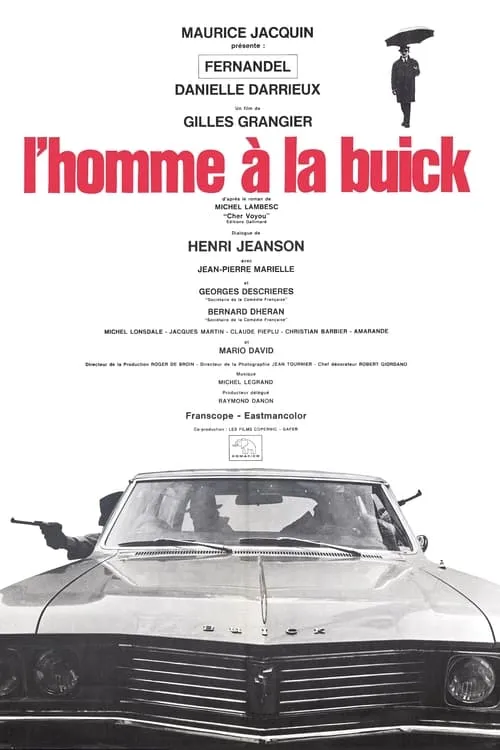 MAURICE JACQUIN
présente :
FERNANDEL
DANIELLE DARRIEUX
Un film de
GILLES GRANGIER
l'homme à la buick
d'après le roman de
MICHEL LAMBESC
"Cher Voyou"
Editions Gallimard
Dialogue de
HENRI JEANSON
avec
JEAN-PIERRE MARIELLE
et
GEORGES DESCRIERES
"Sociétaire de la Comédie Française"
BERNARD DHERAN
"Sociétaire de la Comédie Française"
MICHEL LONSDALE - JACQUES MARTIN - CLAUDE PIEPLU - CHRISTIAN BARBIER - AMARANDE
et
MARIO DAVID
Directeur de la Production ROGER DE BROIN - Directeur de la Photographie JEAN TOURNIER - Chef décorateur ROBERT GIORDANO
Musique
MICHEL LEGRAND
Producteur délégué
RAYMOND DANON
Franscope - Eastmancolor
Co-production : LES FILMS COPERNIC - GAFER
COMACICO
BUICK